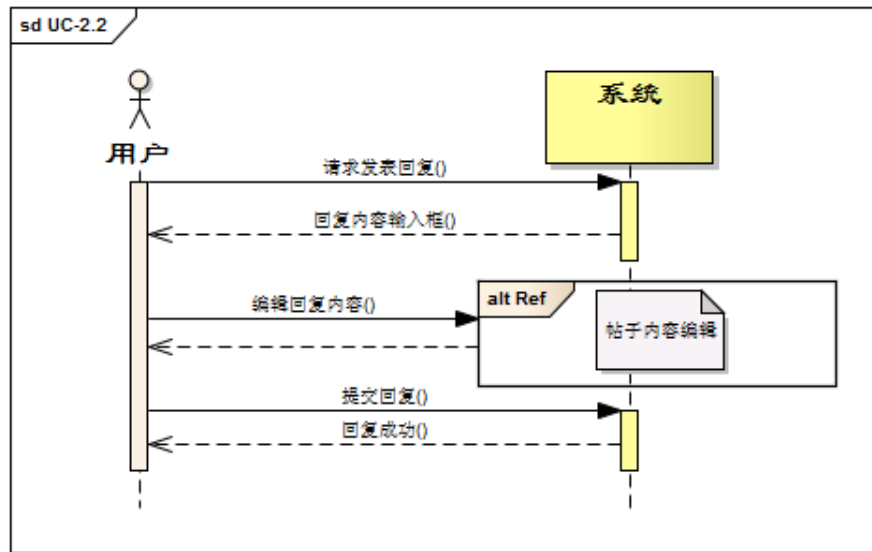 sd UC-2.2
系统
用户
请求发表回复()
回复内容输入框()
alt Ref
编辑回复内容()
帖子内容编辑
提交回复()
回复成功()